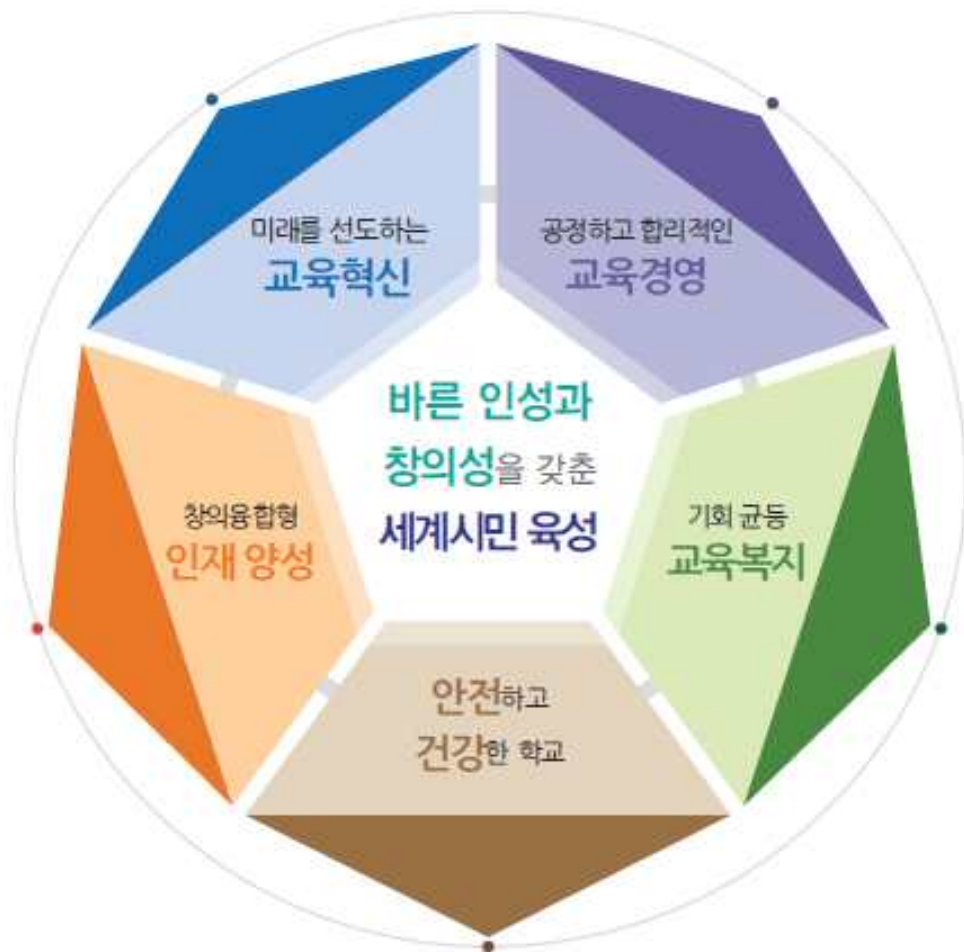 미래를 선도하는
교육혁신
공정하고 합리적인
교육경영
바른 인성과
창의성을 갖춘
세계시민 육성
창의융합형
인재 양성
기회 균등
교육복지
안전하고
건강한 학교